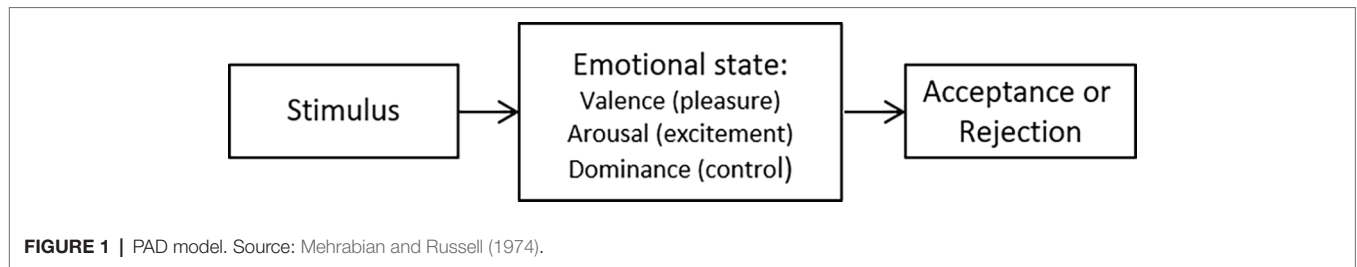 Stimulus
Emotional state:
Valence (pleasure)
Arousal (excitement)
Dominance (control)
Acceptance or
Rejection
FIGURE 1 | PAD model. Source: Mehrabian and Russell (1974).